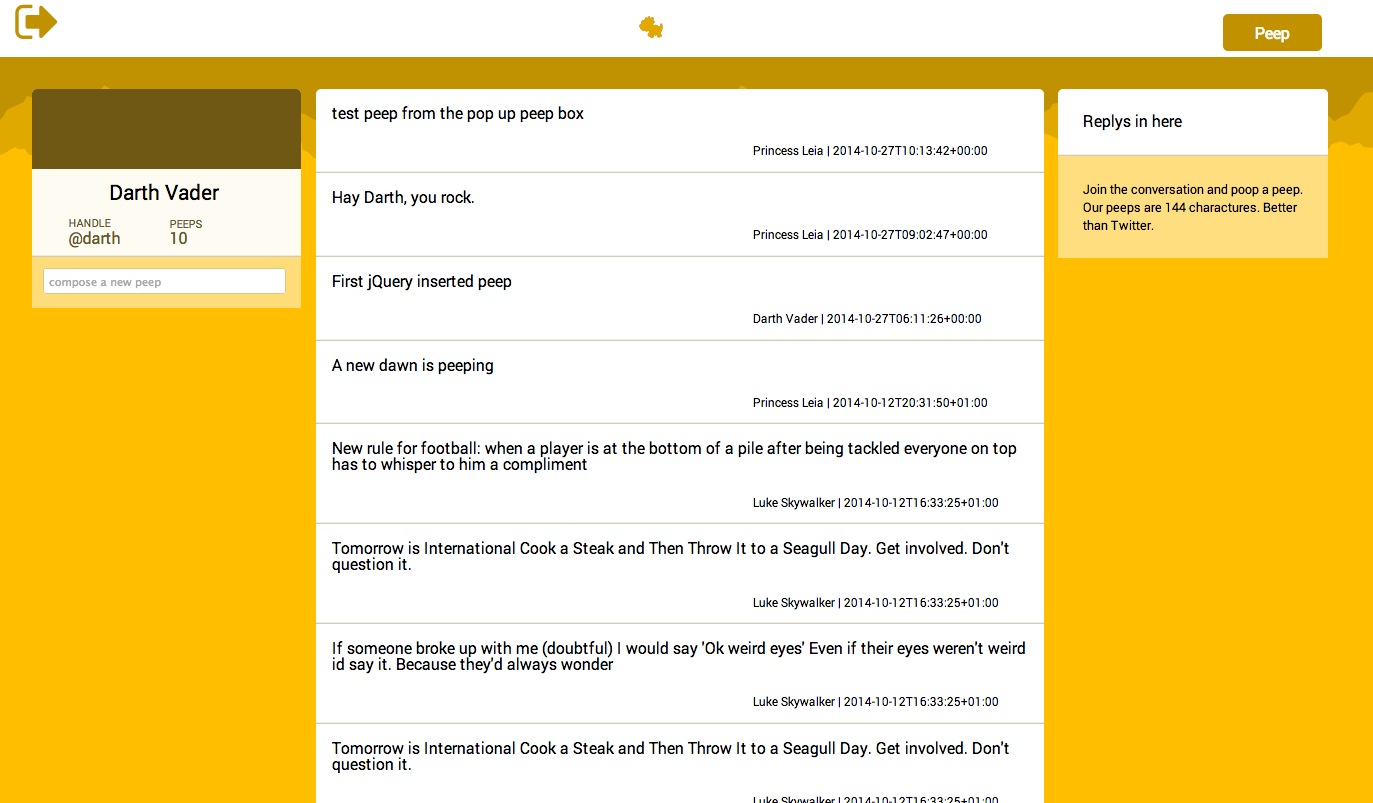 Peep
Darth Vader
HANDLE
@darth
PEEPS
10
compose a new peep
test peep from the pop up peep box
Princess Leia | 2014-10-27T10:13:42+00:00
Hay Darth, you rock.
Princess Leia | 2014-10-27T09:02:47+00:00
First jQuery inserted peep
Darth Vader | 2014-10-27T06:11:26+00:00
A new dawn is peeping
Princess Leia | 2014-10-12T20:31:50+01:00
New rule for football: when a player is at the bottom of a pile after being tackled everyone on top
has to whisper to him a compliment
Luke Skywalker | 2014-10-12T16:33:25+01:00
Tomorrow is International Cook a Steak and Then Throw It to a Seagull Day. Get involved. Don't
question it.
Luke Skywalker | 2014-10-12T16:33:25+01:00
If someone broke up with me (doubtful) I would say 'Ok weird eyes' Even if their eyes weren't weird
id say it. Because they'd always wonder
Luke Skywalker | 2014-10-12T16:33:25+01:00
Tomorrow is International Cook a Steak and Then Throw It to a Seagull Day. Get involved. Don't
question it.
Luke Skywalker | 2014-10-12T16:33:25+01:00
Replys in here
Join the conversation and poop a peep.
Our peeps are 144 charactures. Better
than Twitter.